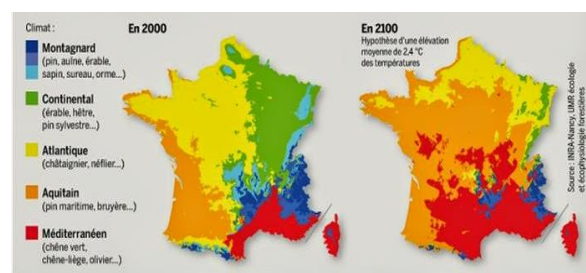 Climat :
Montagnard
(pin, aulne, érable,
sapin, sureau, orme...)
Continental
(érable, hêtre,
pin sylvestre...)
Atlantique
(châtaignier, néflier...)
Aquitain
(pin maritime, bruyère...)
Méditerranéen
(chêne vert,
chêne-liège, olivier...)
En 2000
En 2100
Hypothèse d'une élévation
moyenne de 2,4 °C
des températures
Source : INRA-Nancy, UMR écologie
et écophysiologie forestières